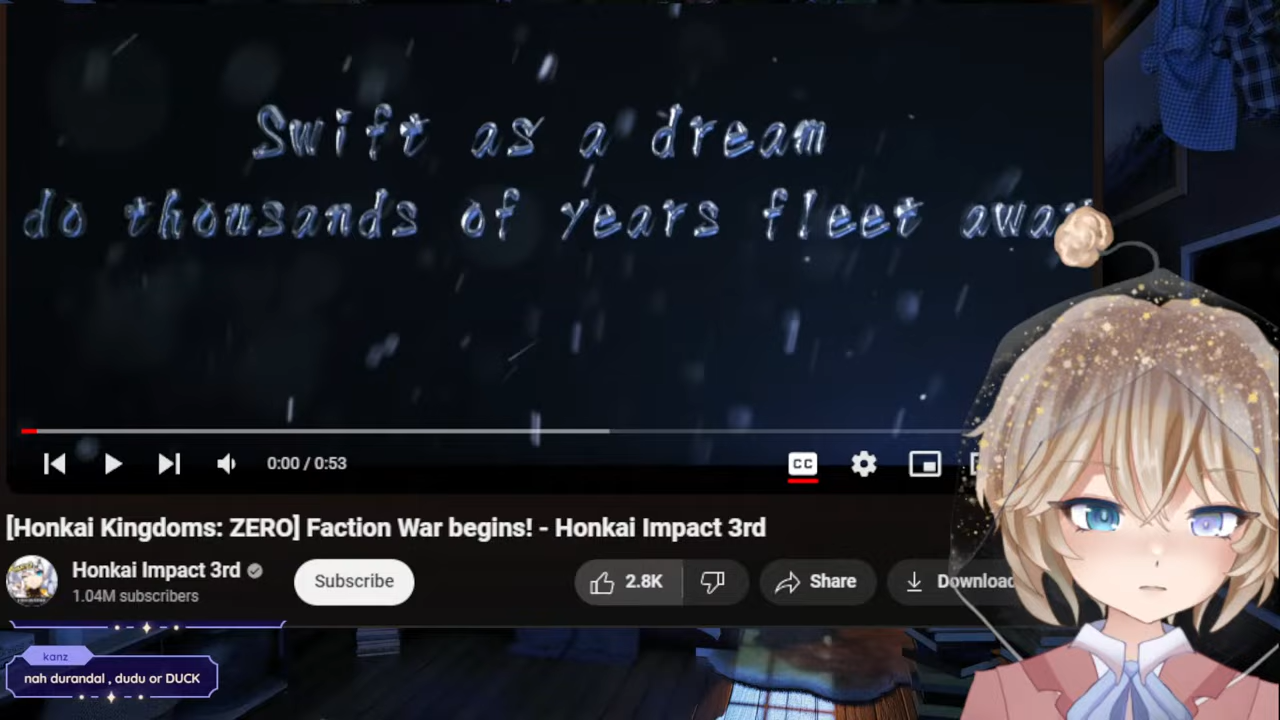 Swift as a dream
do thousands of years fleet away
0:00 / 0:53
CC
[Honkai Kingdoms: ZERO] Faction War begins! - Honkai Impact 3rd
Honkai Impact 3rd
1.04M subscribers
Subscribe
2.8K
Share
Download
kanz
nah durandal , dudu or DUCK